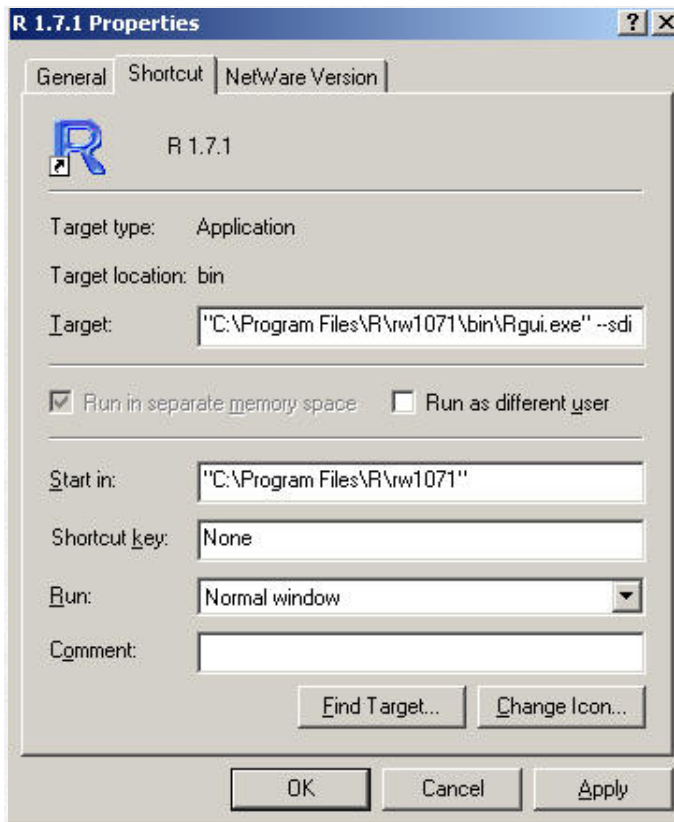 R 1.7.1 Properties ? X
General Shortcut NetWare Version
R R 1.7.1
Target type: Application
Target location: bin
Target: "C:\Program Files\R\rw1071\bin\Rgui.exe" --sdi
Run in separate memory space Run as different user
Start in: "C:\Program Files\R\rw1071"
Shortcut key: None
Run: Normal window
Comment:
Find Target... Change Icon...
OK Cancel Apply